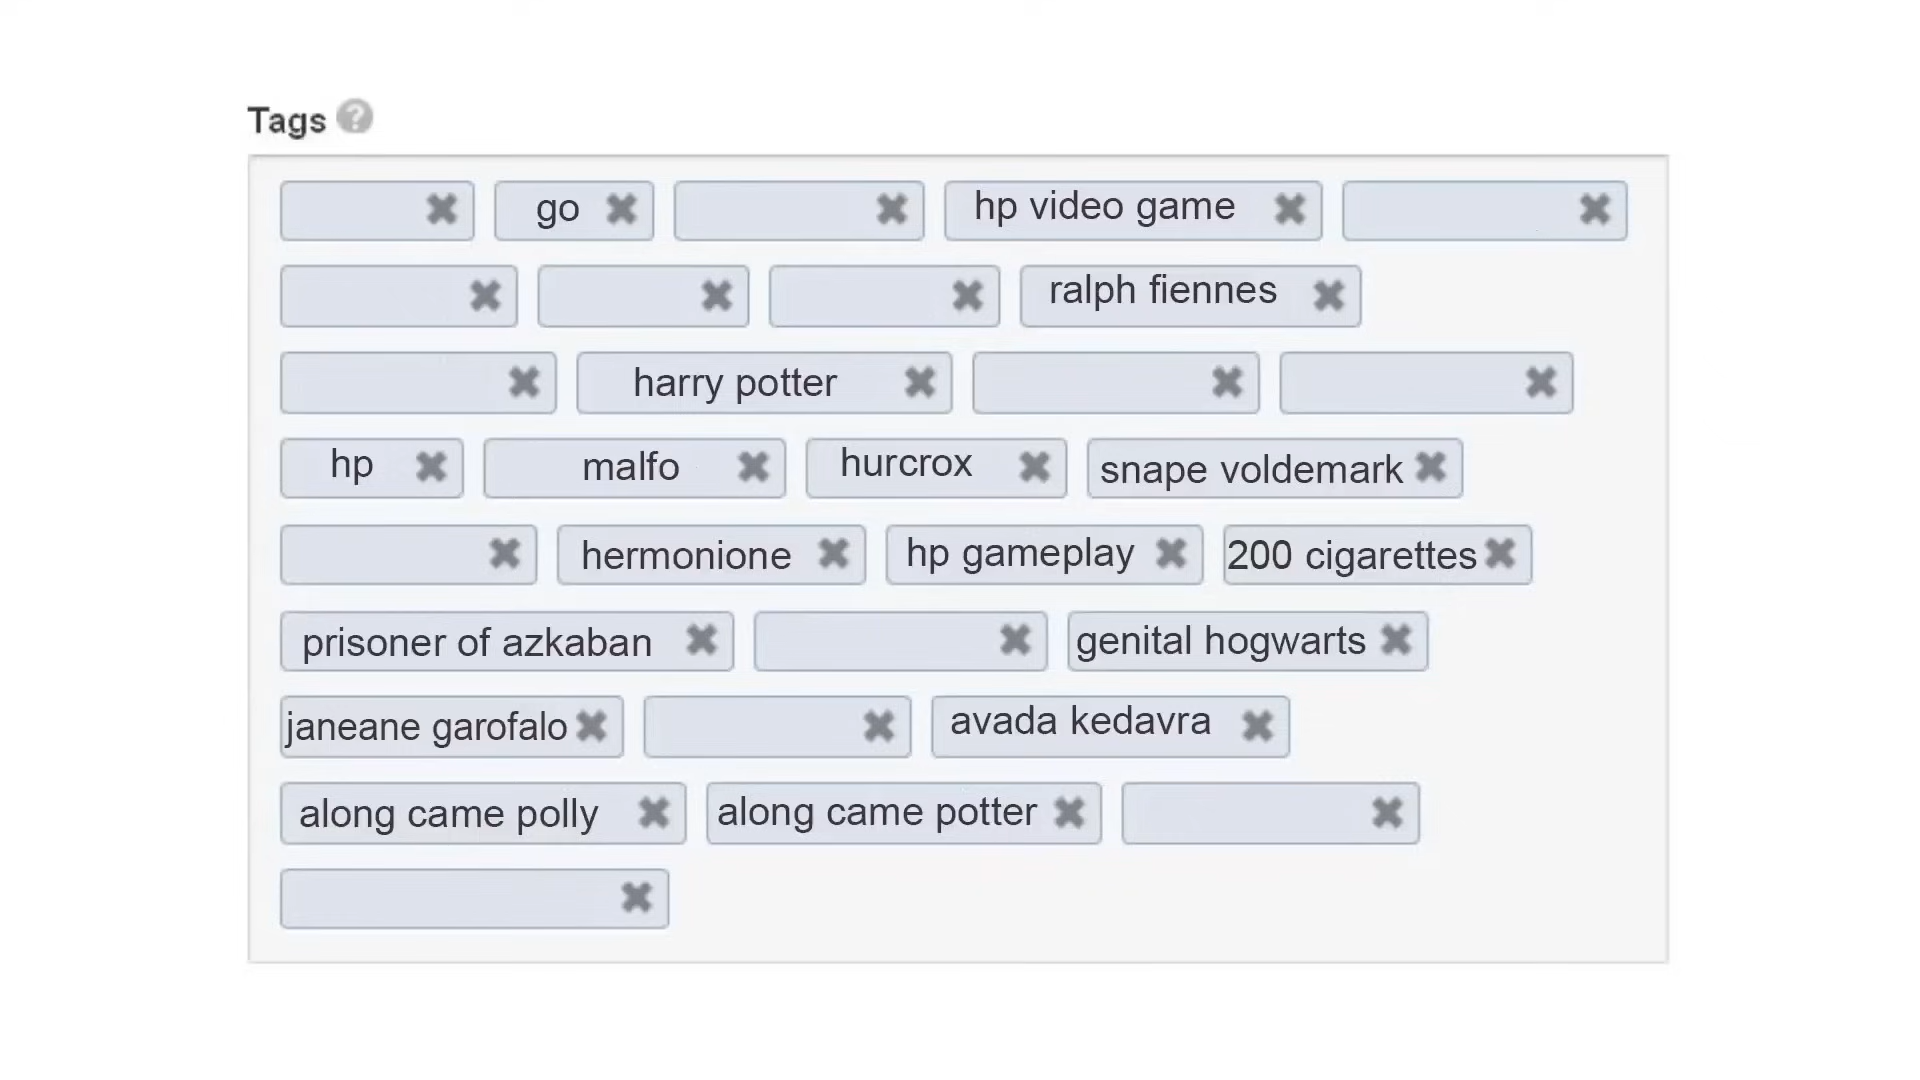 Tags ?
go hp video game
ralph fiennes
harry potter
hp malfo hurcrox snape voldemark
hermonione hp gameplay 200 cigarettes
prisoner of azkaban genital hogwarts
janeane garofalo avada kedavra
along came polly along came potter